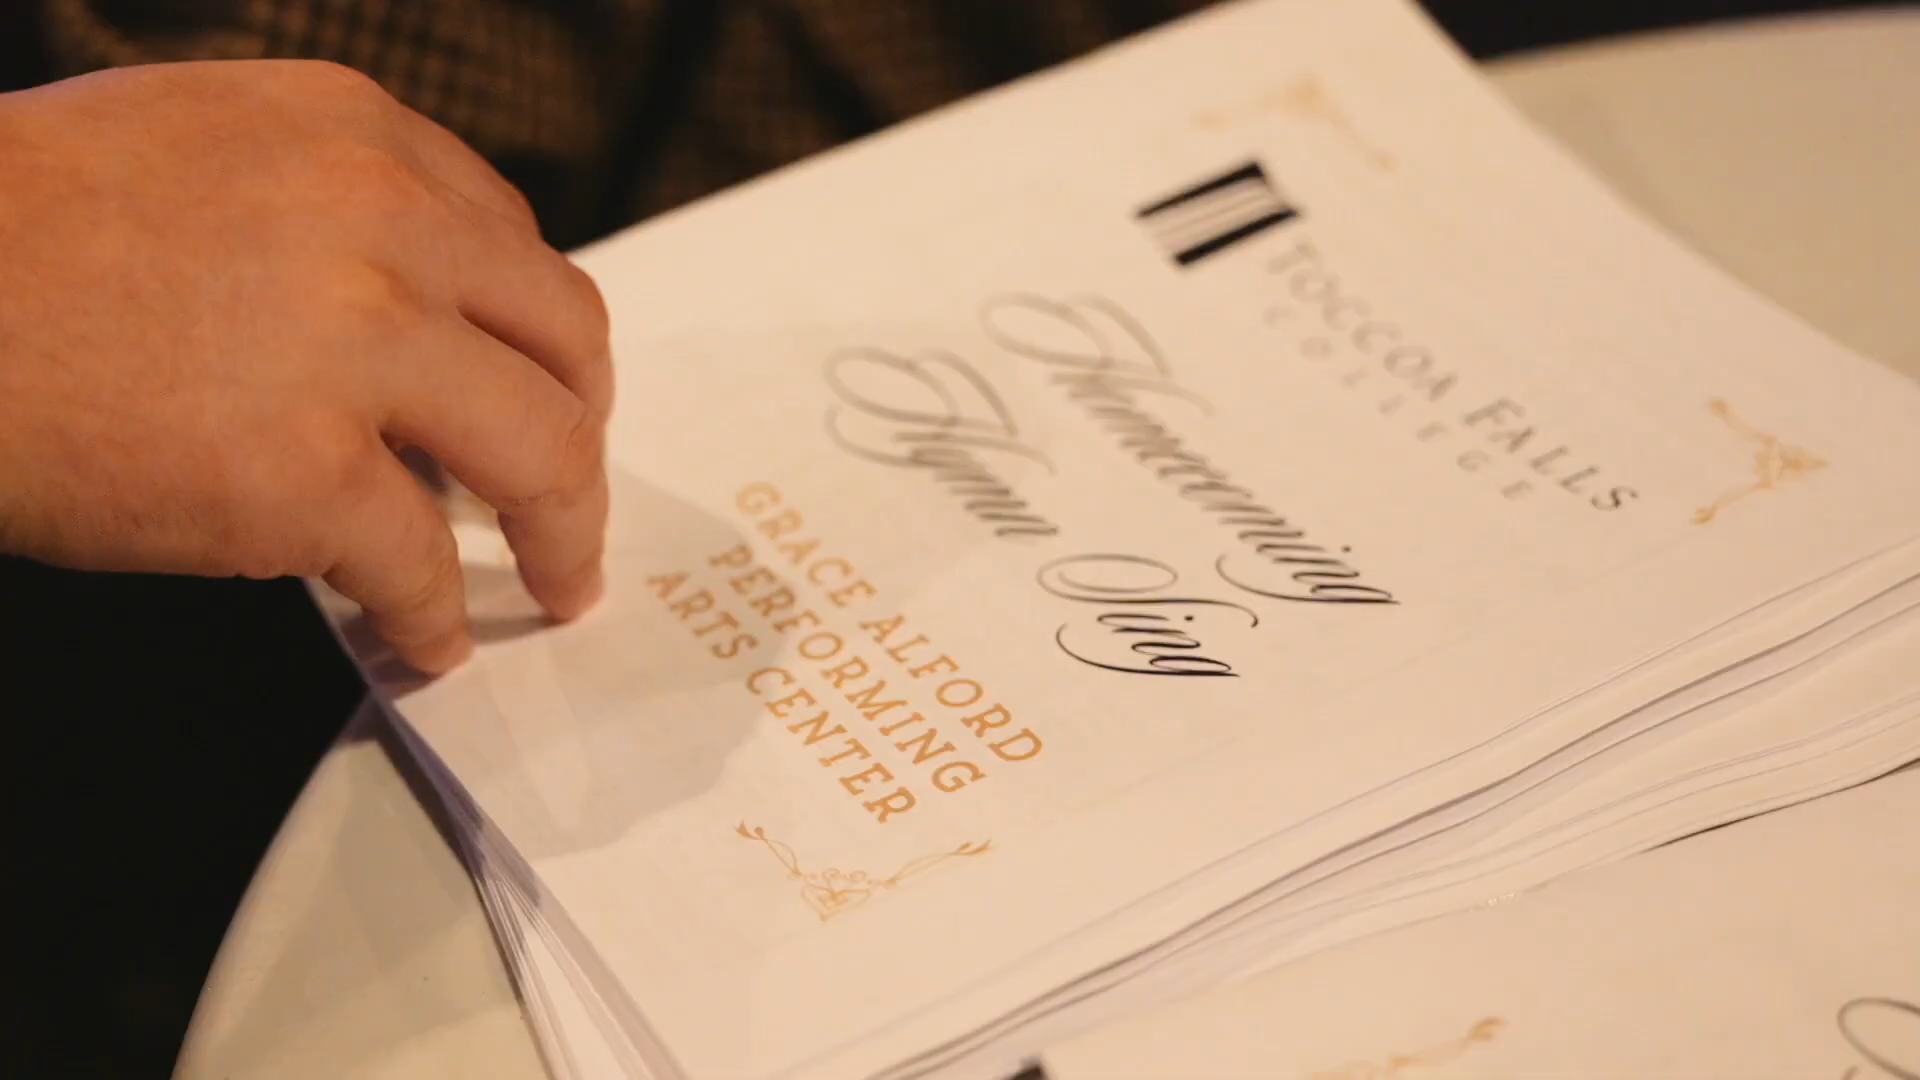 TOCCOA FALLS
COLLEGE
Homecoming
Hymn Sing
GRACE ALFORD
PERFORMING
ARTS CENTER